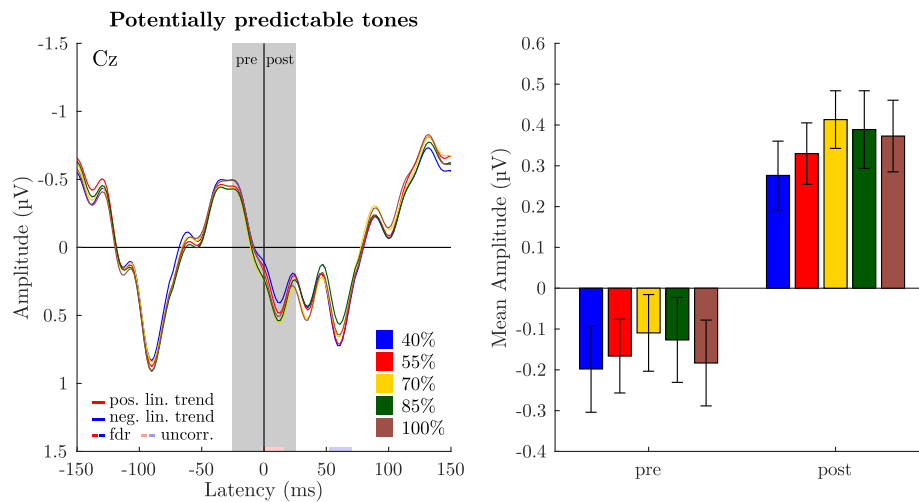 Potentially predictable tones
Cz
pre
post
-1.5
-1
-0.5
0
0.5
1
1.5
Amplitude (µV)
-150
-100
-50
0
50
100
150
Latency (ms)
40%
55%
70%
85%
100%
pos. lin. trend
neg. lin. trend
fdr
uncorr.
0.6
0.5
0.4
0.3
0.2
0.1
0
-0.1
-0.2
-0.3
-0.4
Mean Amplitude (µV)
pre
post